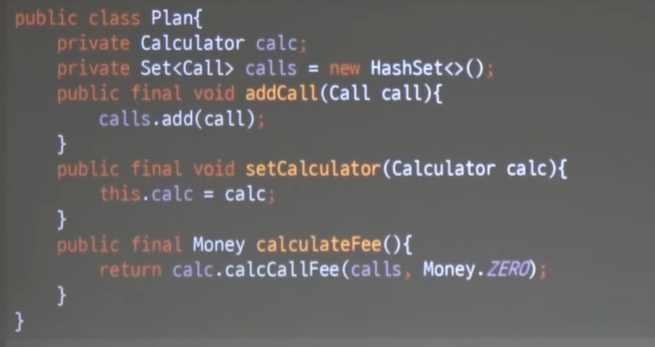 public class Plan{
    private Calculator calc;
    private Set<Call> calls = new HashSet<>();
    public final void addCall(Call call){
        calls.add(call);
    }
    public final void setCalculator(Calculator calc){
        this.calc = calc;
    }
    public final Money calculateFee(){
        return calc.calcCallFee(calls, Money.ZERO);
    }
}